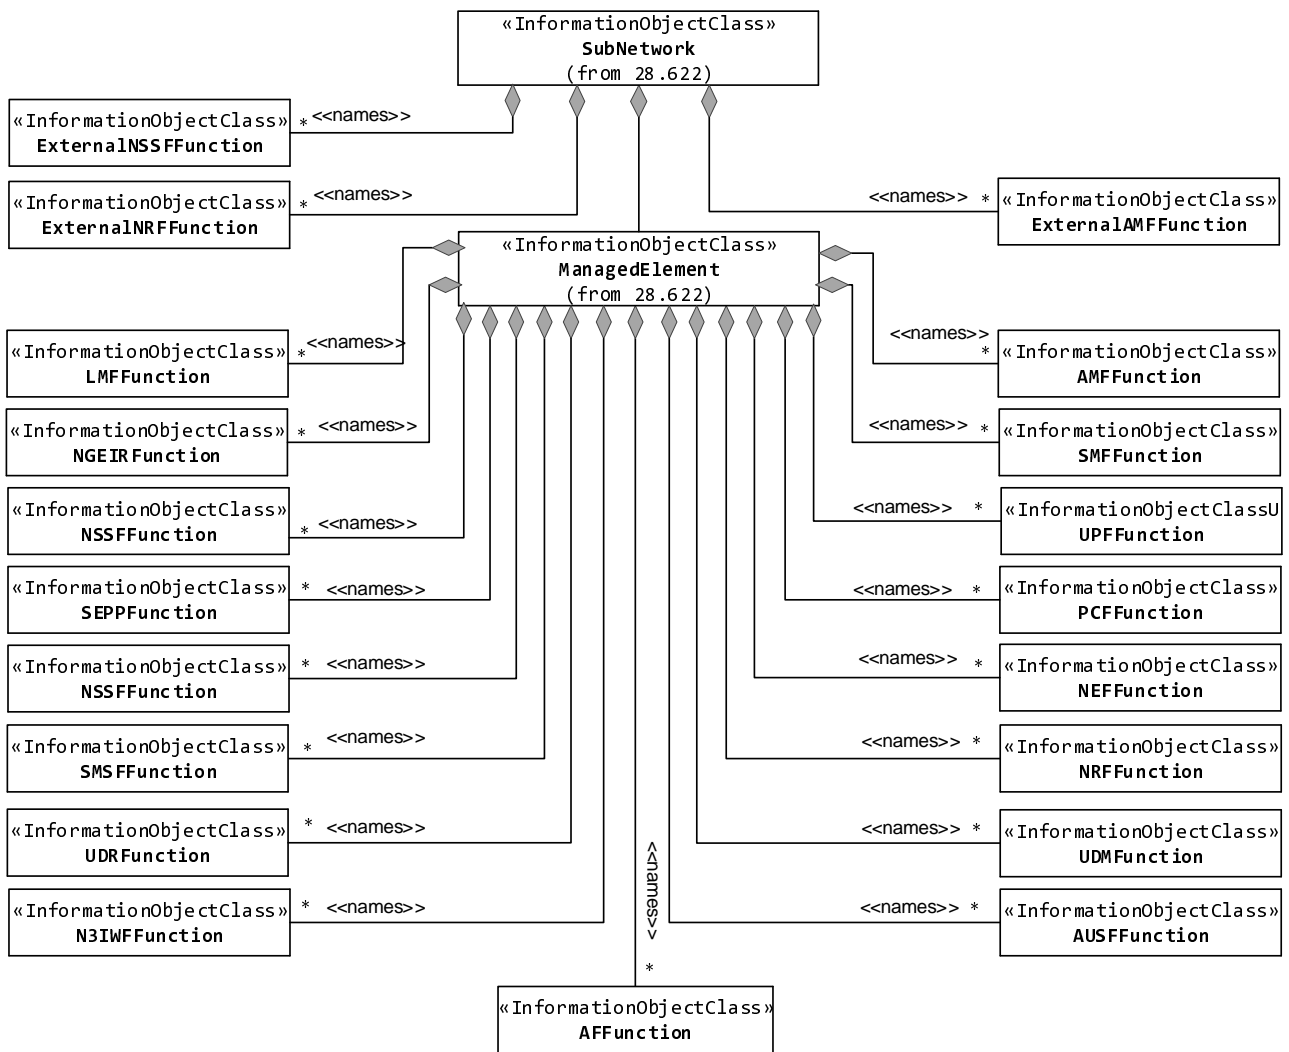 «InformationObjectClass»
SubNetwork
(from 28.622)
«InformationObjectClass»
ExternalNSSFFunction
* <<names>>
«InformationObjectClass»
ExternalNRFFunction
* <<names>>
<<names>> *
«InformationObjectClass»
ExternalAMFFunction
«InformationObjectClass»
ManagedElement
(from 28.622)
«InformationObjectClass»
LMFFunction
* <<names>>
<<names>>
*
«InformationObjectClass»
AMFFunction
«InformationObjectClass»
NGEIRFunction
* <<names>>
<<names>> *
«InformationObjectClass»
SMFFunction
«InformationObjectClass»
NSSFFunction
* <<names>>
<<names>> *
«InformationObjectClassU
UPFFunction
«InformationObjectClass»
SEPPFunction
* <<names>>
<<names>> *
«InformationObjectClass»
PCFFunction
«InformationObjectClass»
NSSFFunction
* <<names>>
<<names>> *
«InformationObjectClass»
NEFFunction
«InformationObjectClass»
SMSFFunction
* <<names>>
<<names>> *
«InformationObjectClass»
NRFFunction
«InformationObjectClass»
UDRFunction
* <<names>>
<<names>> *
«InformationObjectClass»
UDMFunction
«InformationObjectClass»
N3IWFFunction
* <<names>>
<<names>>
*
<<names>> *
«InformationObjectClass»
AUSFFunction
«InformationObjectClass»
AFFunction